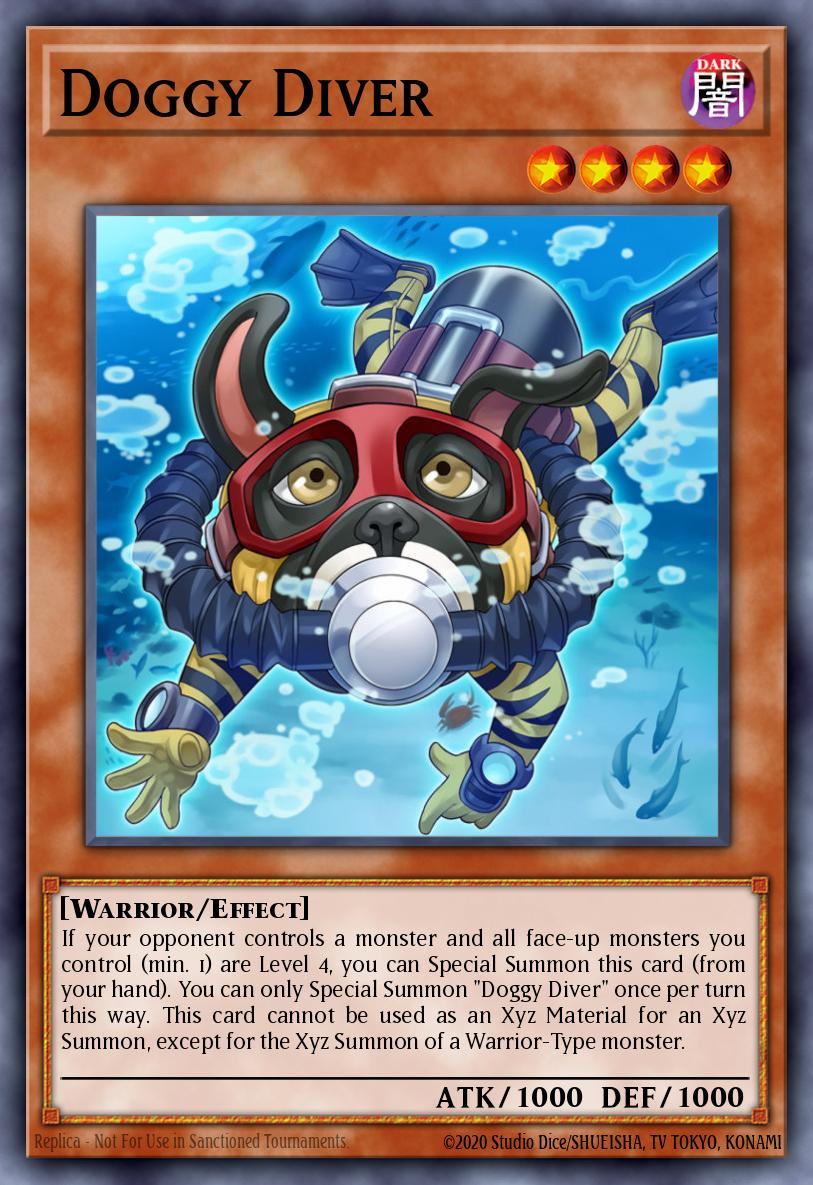 Doggy Diver
DARK
闇
[Warrior/Effect]
If your opponent controls a monster and all face-up monsters you
control (min. 1) are Level 4, you can Special Summon this card (from
your hand). You can only Special Summon "Doggy Diver" once per turn
this way. This card cannot be used as an Xyz Material for an Xyz
Summon, except for the Xyz Summon of a Warrior-Type monster.
ATK/1000 DEF/1000
Replica - Not For Use in Sanctioned Tournaments.
©2020 Studio Dice/SHUEISHA, TV TOKYO, KONAMI